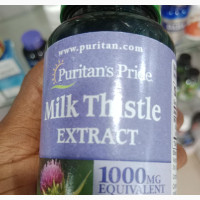 www.puritan.com
Puritan's Pride
Milk Thistle
EXTRACT
1000MG
EQUIVALENT